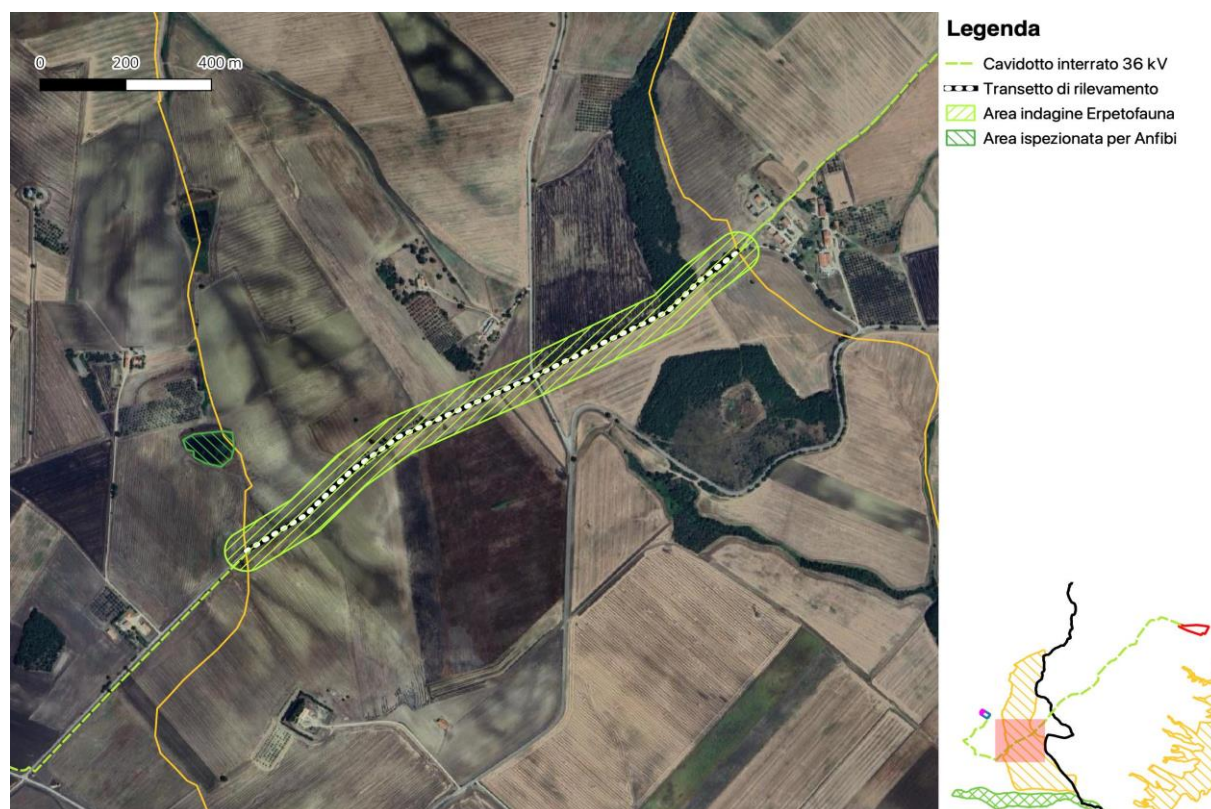 0 200 400 m
Legenda
Cavidotto interrato 36 kV
Transetto di rilevamento
Area indagine Erpetofauna
Area ispezionata per Anfibi